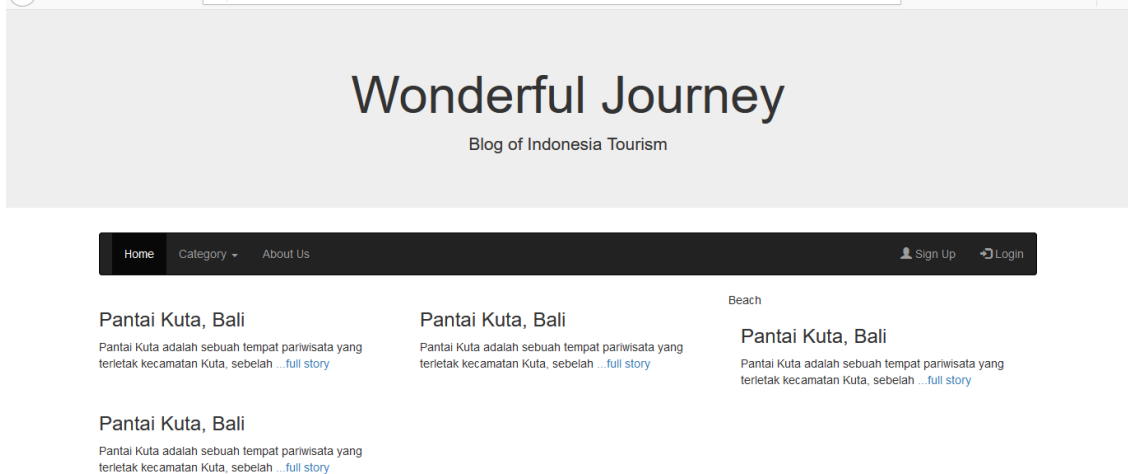 Wonderful Journey
Blog of Indonesia Tourism
Home Category About Us Sign Up Login
Pantai Kuta, Bali
Pantai Kuta adalah sebuah tempat pariwisata yang
terletak kecamatan Kuta, sebelah ...full story
Pantai Kuta, Bali
Pantai Kuta adalah sebuah tempat pariwisata yang
terletak kecamatan Kuta, sebelah ...full story
Beach
Pantai Kuta, Bali
Pantai Kuta adalah sebuah tempat pariwisata yang
terletak kecamatan Kuta, sebelah ...full story
Pantai Kuta, Bali
Pantai Kuta adalah sebuah tempat pariwisata yang
terletak kecamatan Kuta, sebelah ...full story